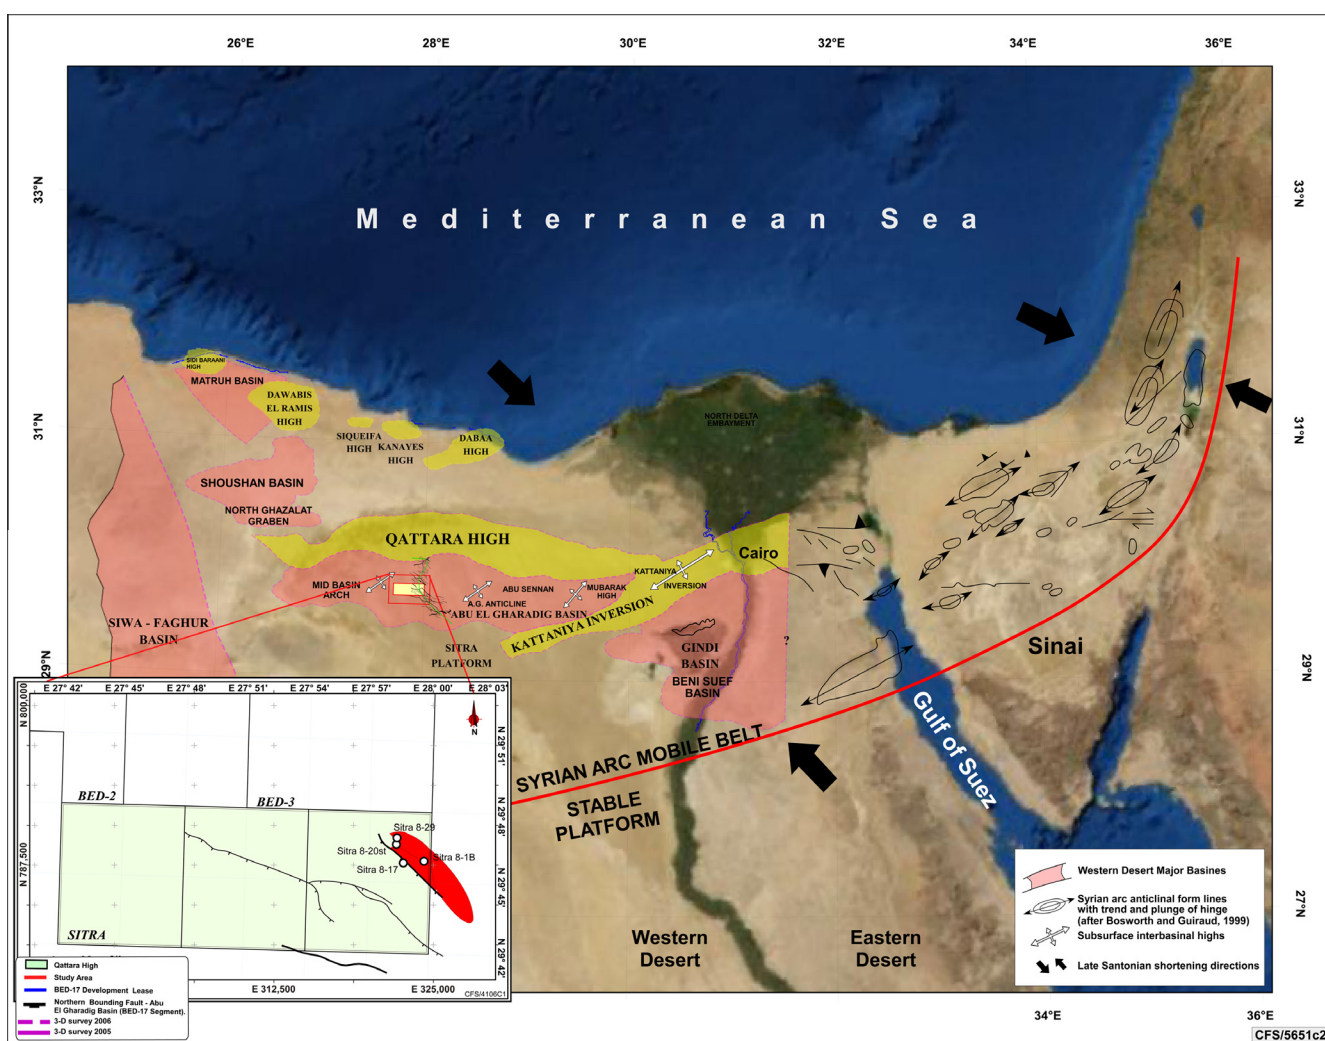 26°E 28°E 30°E 32°E 34°E 36°E
33°N
33°N
Mediterranean Sea
SIDI BARAANI
HIGH
MATRUH BASIN
DAWABIS
EL RAMIS
HIGH
31°N
31°N
SIQUEIFA
HIGH
KANAYES
HIGH
DABAA
HIGH
NORTH DELTA
EMBAYMENT
SHOUSHAN BASIN
NORTH GHAZALAT
GRABEN
QATTARA HIGH
Cairo
KATTANIYA
INVERSION
MID BASIN
ARCH
ABU SENNAN
MUBARAK
HIGH
A.G. ANTICLINE
ABU EL GHARADIG BASIN
KATTANIYA INVERSION
SIWA - FAGHUR
BASIN
SITRA
PLATFORM
GINDI
BASIN
BENI SUEF
BASIN
?
Sinai
29°N
29°N
Gulf of Suez
SYRIAN ARC MOBILE BELT
STABLE
PLATFORM
Western
Desert
Eastern
Desert
27°N
34°E 36°E
E 27° 42' E 27° 45' E 27° 48' E 27° 51' E 27° 54' E 27° 57' E 28° 00' E 28° 03'
N 800,000
N
N 29° 51'
BED-2 BED-3
N 29° 48'
Sitra 8-29
Sitra 8-20st
Sitra 8-1B
Sitra 8-17
N 787,500
N 29° 45'
SITRA
N 29° 42'
E 312,500 E 325,000
CFS/4106C1
Qattara High
Study Area
BED-17 Development Lease
Northern Bounding Fault - Abu
El Gharadig Basin (BED-17 Segment).
3-D survey 2006
3-D survey 2005
Western Desert Major Basines
Syrian arc anticlinal form lines
with trend and plunge of hinge
(after Bosworth and Guiraud, 1999)
Subsurface interbasinal highs
Late Santonian shortening directions
CFS/5651c2